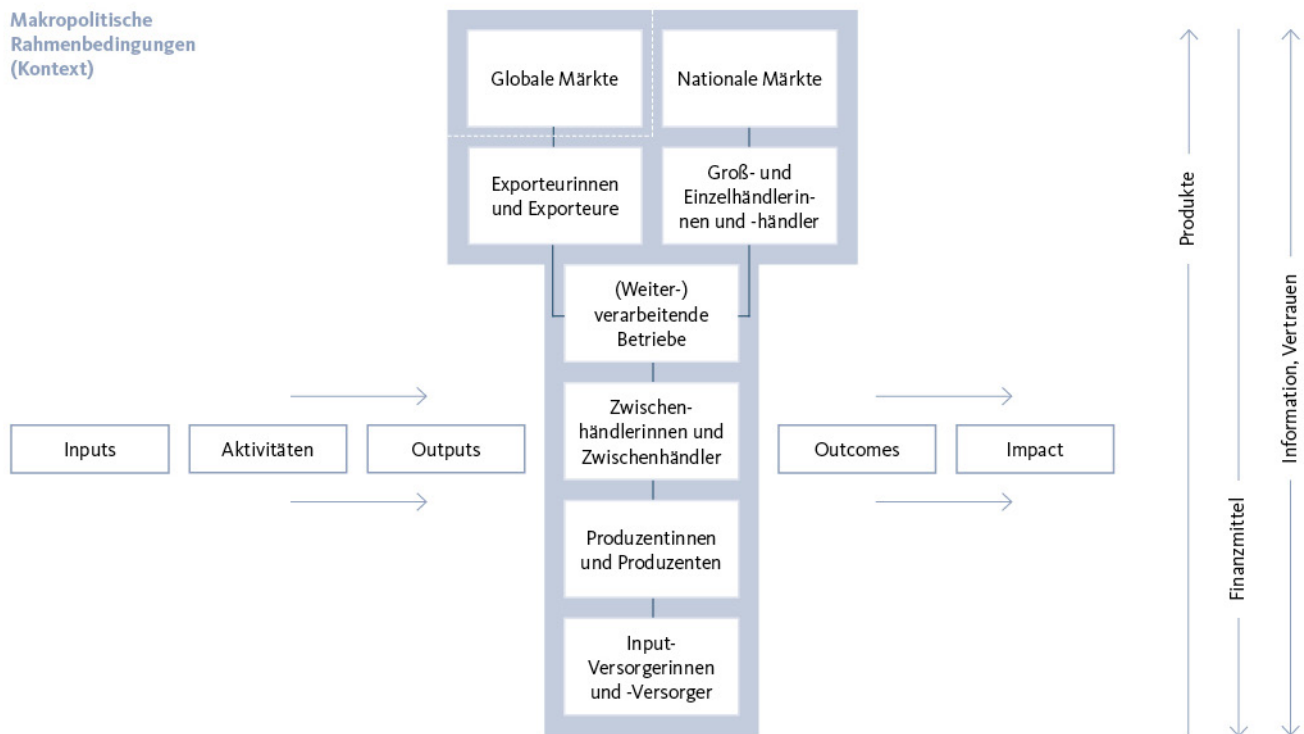 Makropolitische
Rahmenbedingungen
(Kontext)
Globale Märkte
Nationale Märkte
Exporteurinnen
und Exporteure
Groß- und
Einzelhändlerin-
nen und -händler
(Weiter-)
verarbeitende
Betriebe
Zwischen-
händlerinnen und
Zwischenhändler
Produzentinnen
und Produzenten
Input-
Versorgerinnen
und -Versorger
Inputs
Aktivitäten
Outputs
Outcomes
Impact
Produkte
Finanzmittel
Information, Vertrauen